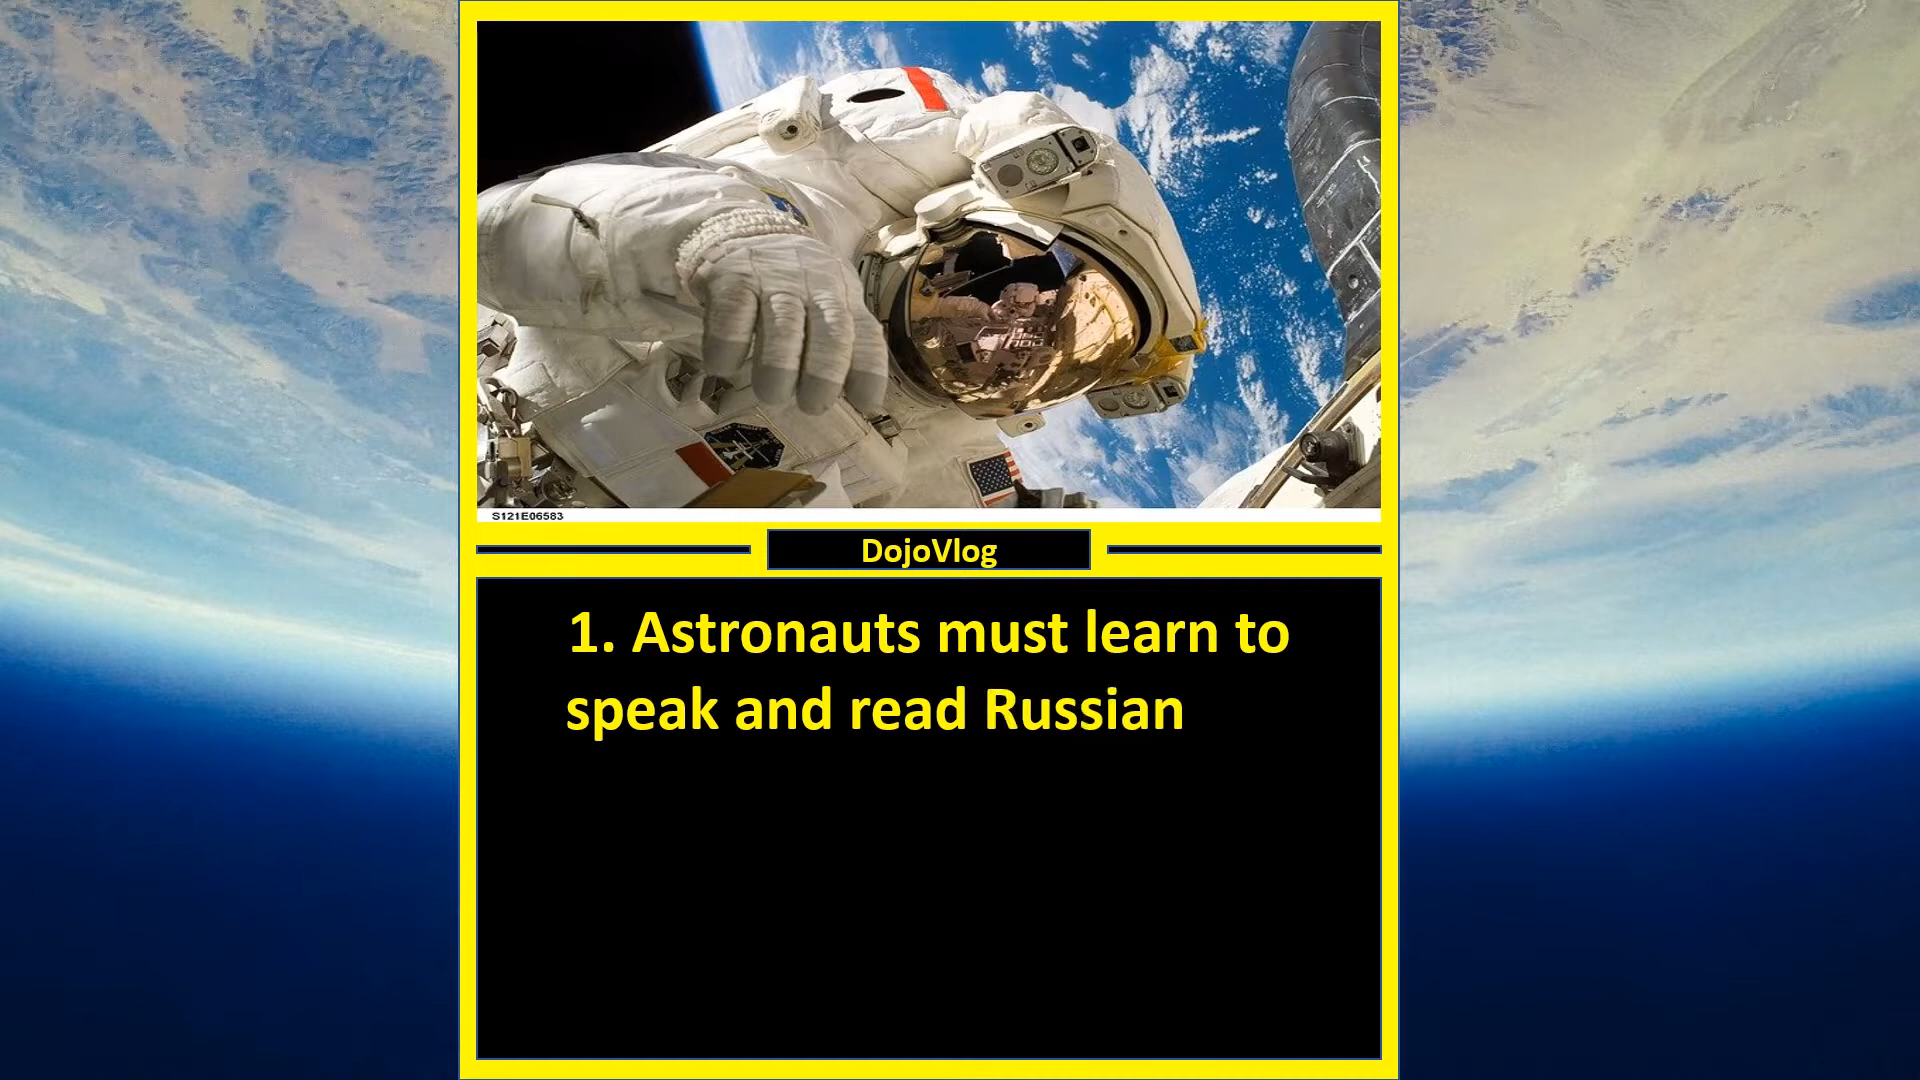 S121E06583
DojoVlog
1. Astronauts must learn to
speak and read Russian